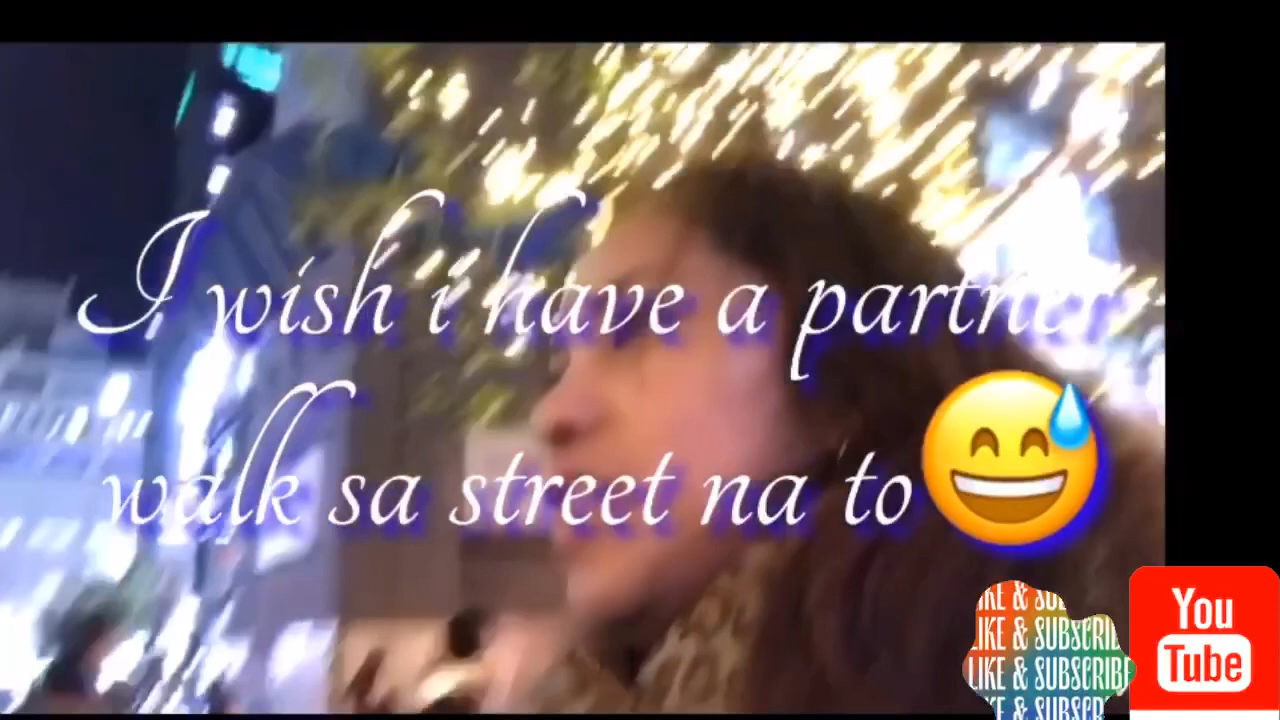 I wish i have a partner
walk sa street na to😅
LIKE & SUBSCRIBE
LIKE & SUBSCRIBE
You
Tube